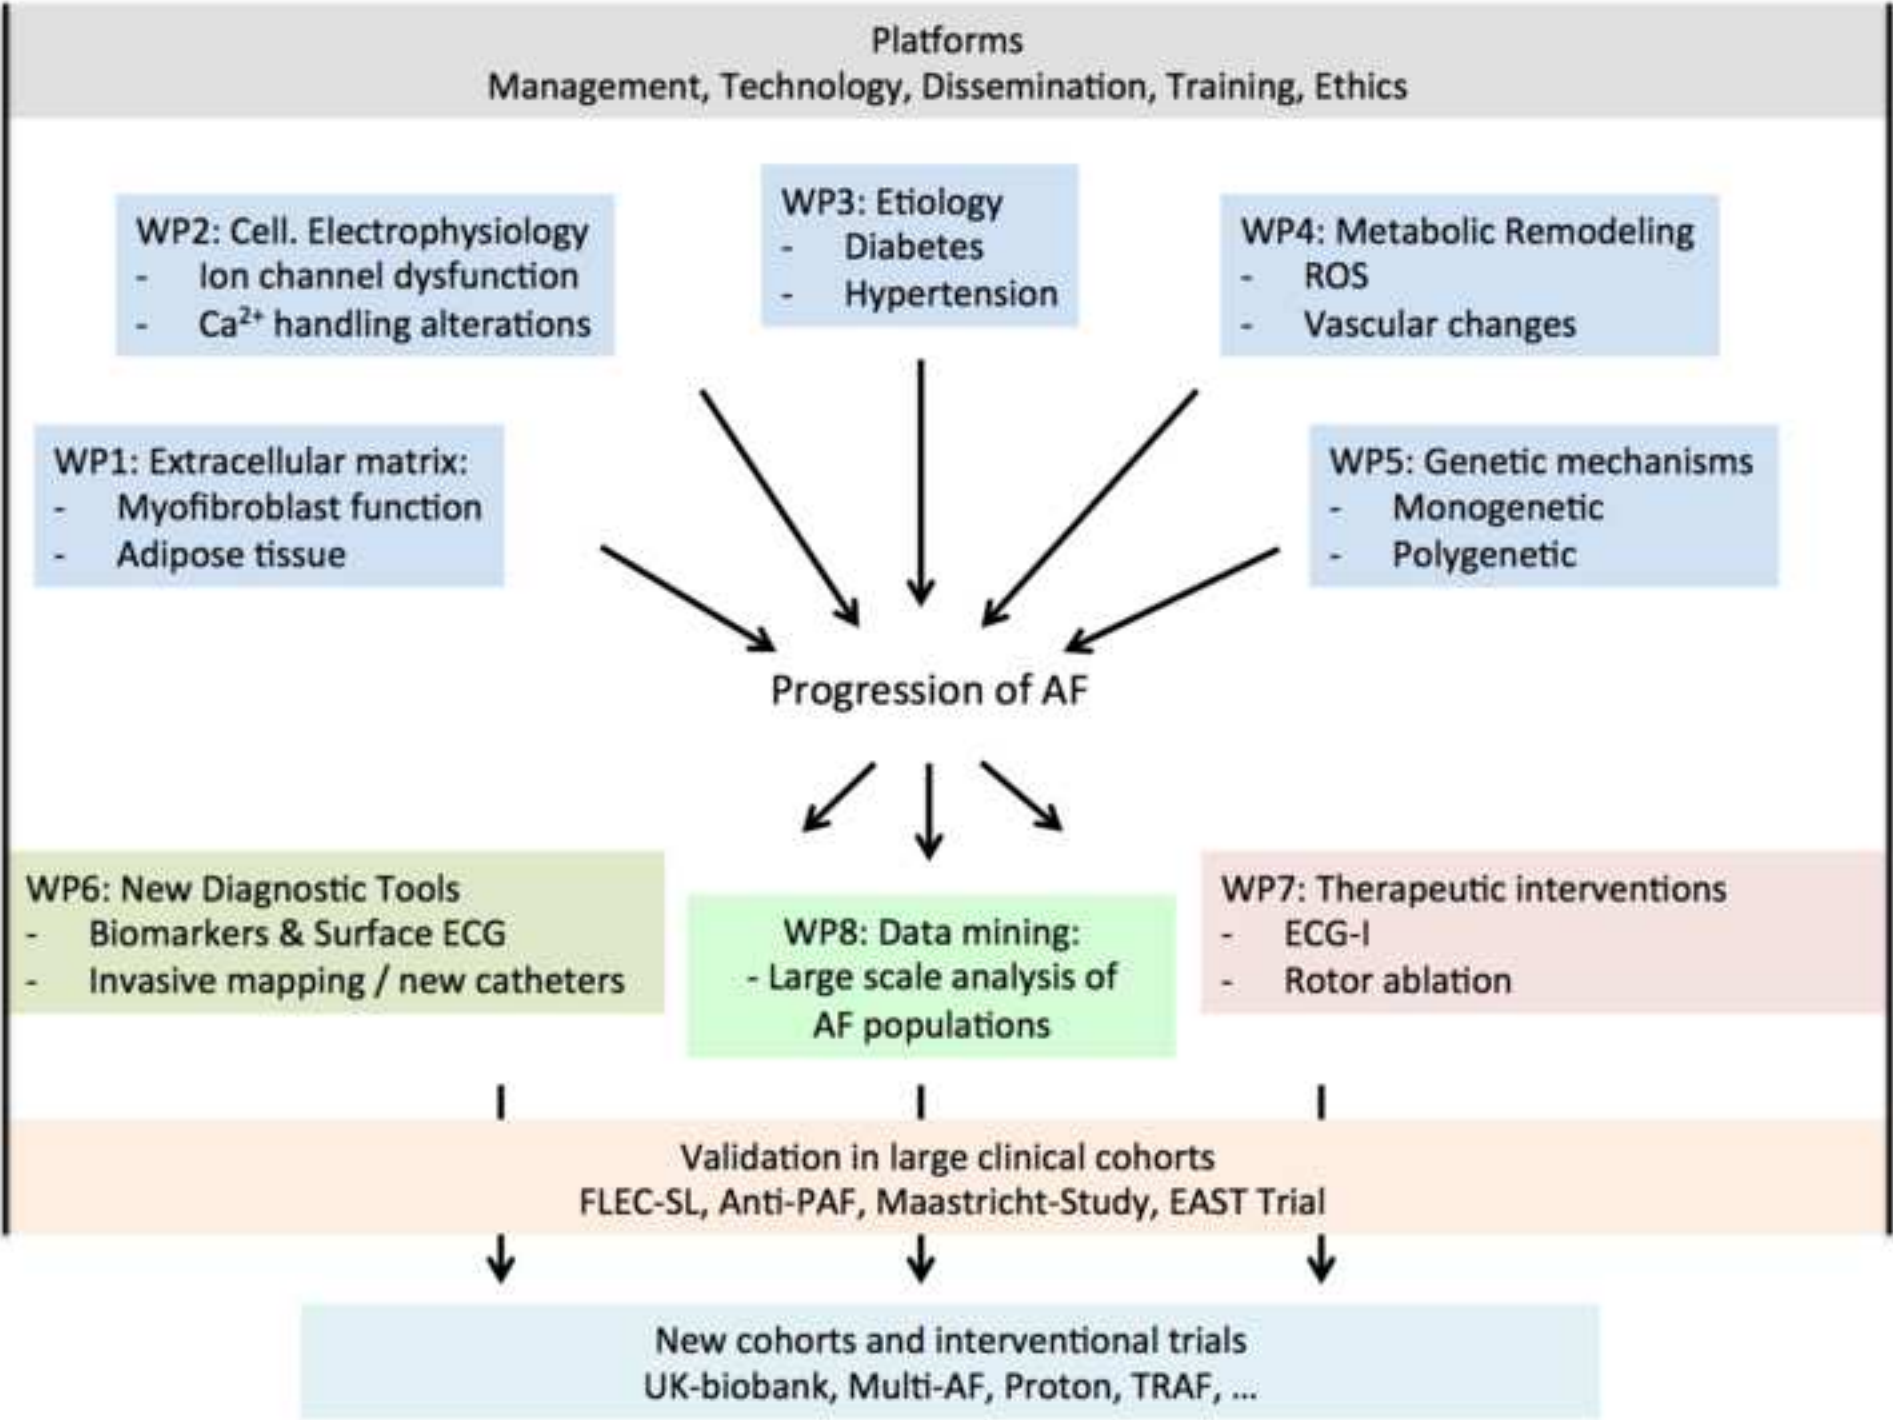 Platforms
Management, Technology, Dissemination, Training, Ethics
WP2: Cell. Electrophysiology
- Ion channel dysfunction
- Ca²⁺ handling alterations
WP3: Etiology
- Diabetes
- Hypertension
WP4: Metabolic Remodeling
- ROS
- Vascular changes
WP1: Extracellular matrix:
- Myofibroblast function
- Adipose tissue
WP5: Genetic mechanisms
- Monogenetic
- Polygenetic
Progression of AF
WP6: New Diagnostic Tools
- Biomarkers & Surface ECG
- Invasive mapping / new catheters
WP8: Data mining:
- Large scale analysis of
AF populations
WP7: Therapeutic interventions
- ECG-I
- Rotor ablation
Validation in large clinical cohorts
FLEC-SL, Anti-PAF, Maastricht-Study, EAST Trial
New cohorts and interventional trials
UK-biobank, Multi-AF, Proton, TRAF, ...